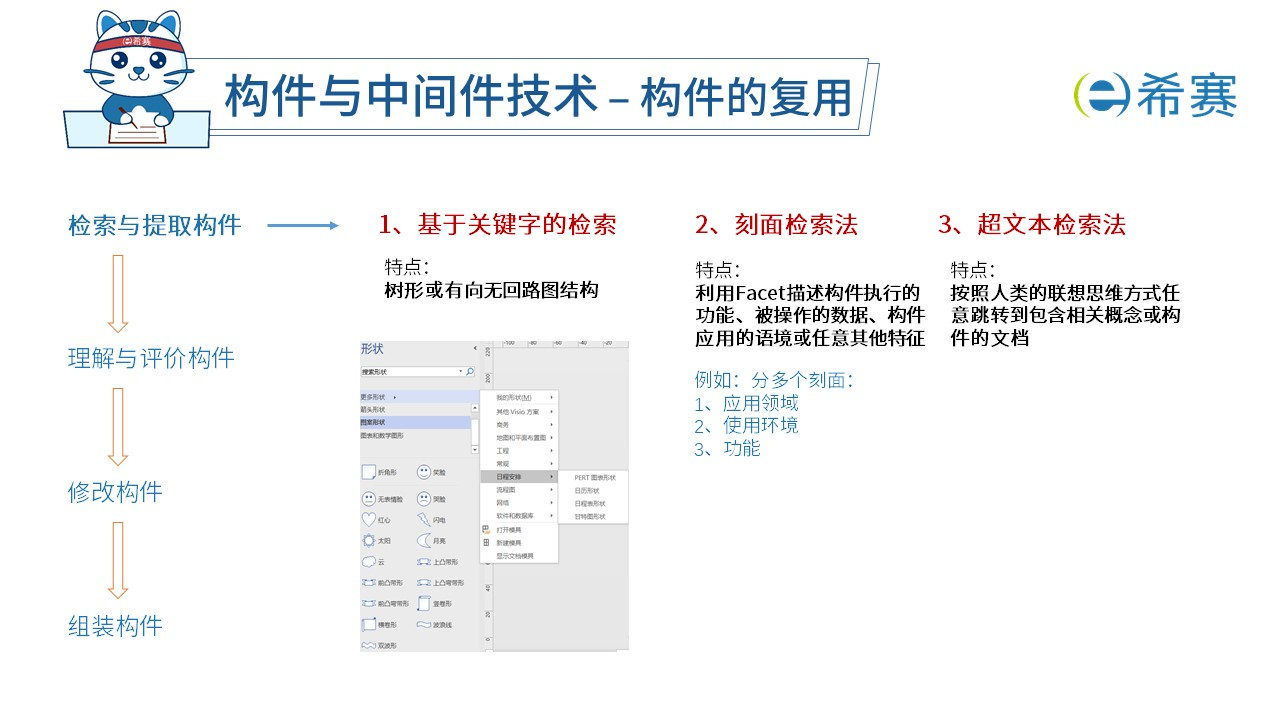 希赛
构件与中间件技术 – 构件的复用
希赛
检索与提取构件
理解与评价构件
修改构件
组装构件
1、基于关键字的检索
特点：
树形或有向无回路图结构
形状
搜索形状
更多形状
箭头形状
图案形状
图表和数学图形
折角形
笑脸
无表情脸
哭脸
红心
闪电
太阳
月亮
云
上凸带形
前凸带形
上凸弯带形
前凸弯带形
竖卷形
横卷形
波浪线
双波形
-100 -80 -60 -40 -20
220
200
40
20
0
我的形状(M)
其他 Visio 方案
商务
地图和平面布置图
工程
常规
日程安排
流程图
网络
软件和数据库
打开模具
新建模具
显示文档模具
PERT 图表形状
日历形状
日程表形状
甘特图形状
2、刻面检索法
特点：
利用Facet描述构件执行的
功能、被操作的数据、构件
应用的语境或任意其他特征
例如：分多个刻面：
1、应用领域
2、使用环境
3、功能
3、超文本检索法
特点：
按照人类的联想思维方式任
意跳转到包含相关概念或构
件的文档